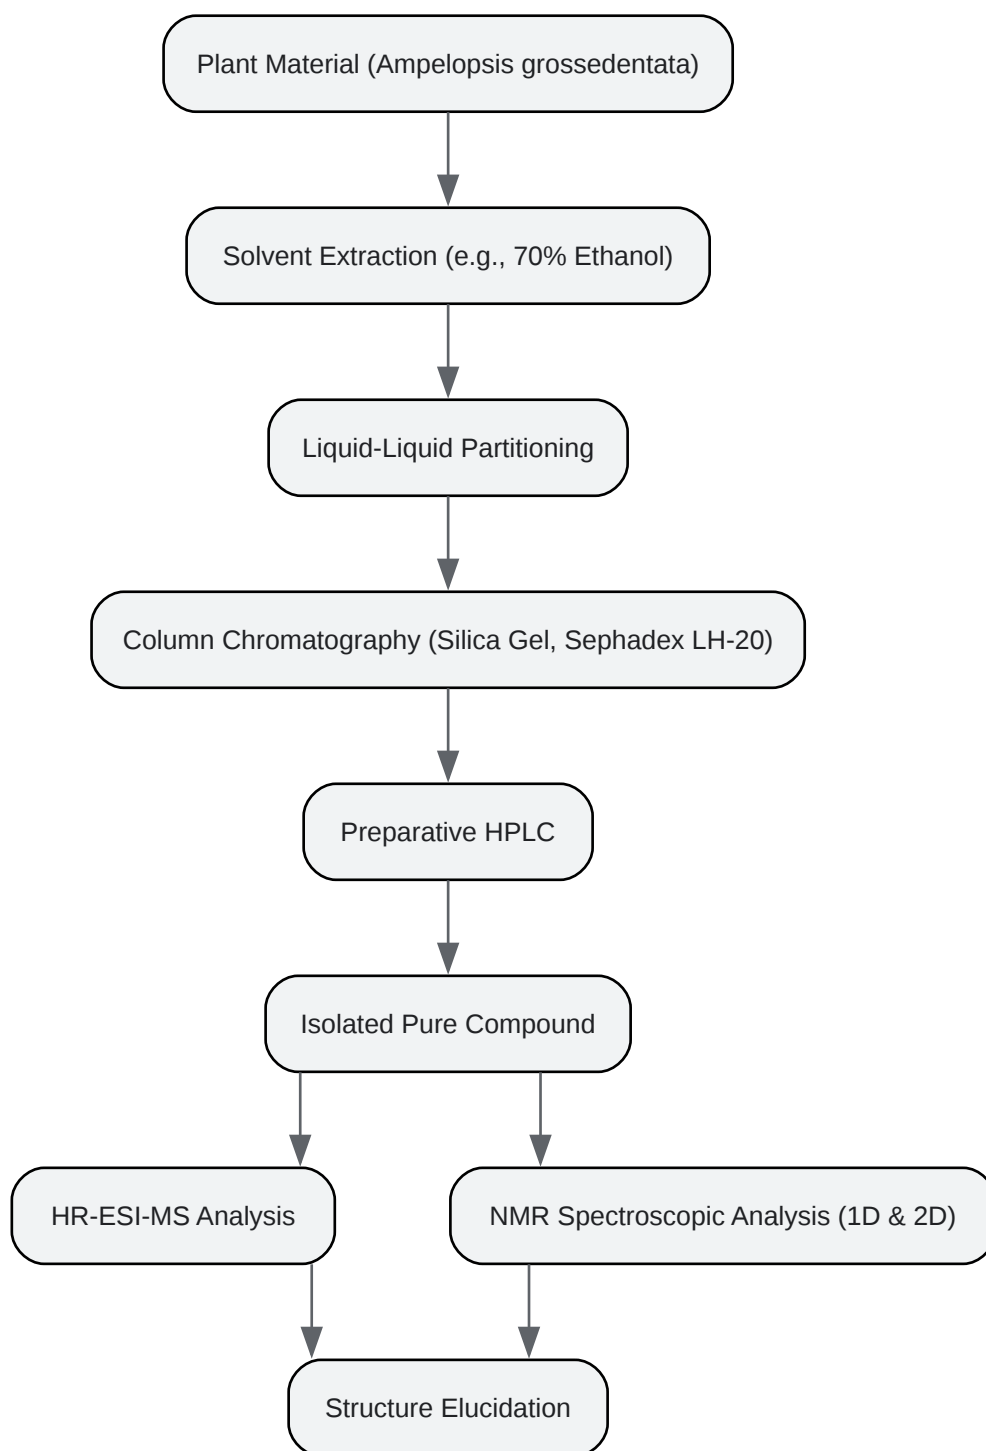 Plant Material (Ampelopsis grossedentata)
Solvent Extraction (e.g., 70% Ethanol)
Liquid-Liquid Partitioning
Column Chromatography (Silica Gel, Sephadex LH-20)
Preparative HPLC
Isolated Pure Compound
HR-ESI-MS Analysis
NMR Spectroscopic Analysis (1D & 2D)
Structure Elucidation